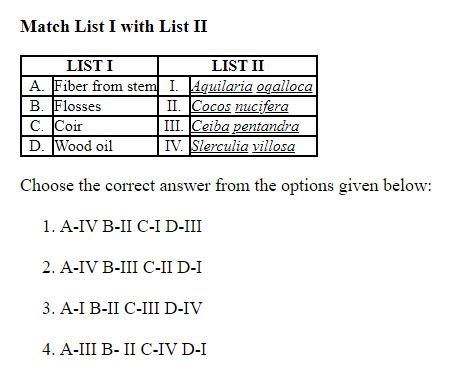 Match List I with List II
LIST I LIST II
A. Fiber from stem I. Aquilaria ogalloca
B. Flosses II. Cocos nucifera
C. Coir III. Ceiba pentandra
D. Wood oil IV. Slerculia villosa
Choose the correct answer from the options given below:
1. A-IV B-II C-I D-III
2. A-IV B-III C-II D-I
3. A-I B-II C-III D-IV
4. A-III B- II C-IV D-I